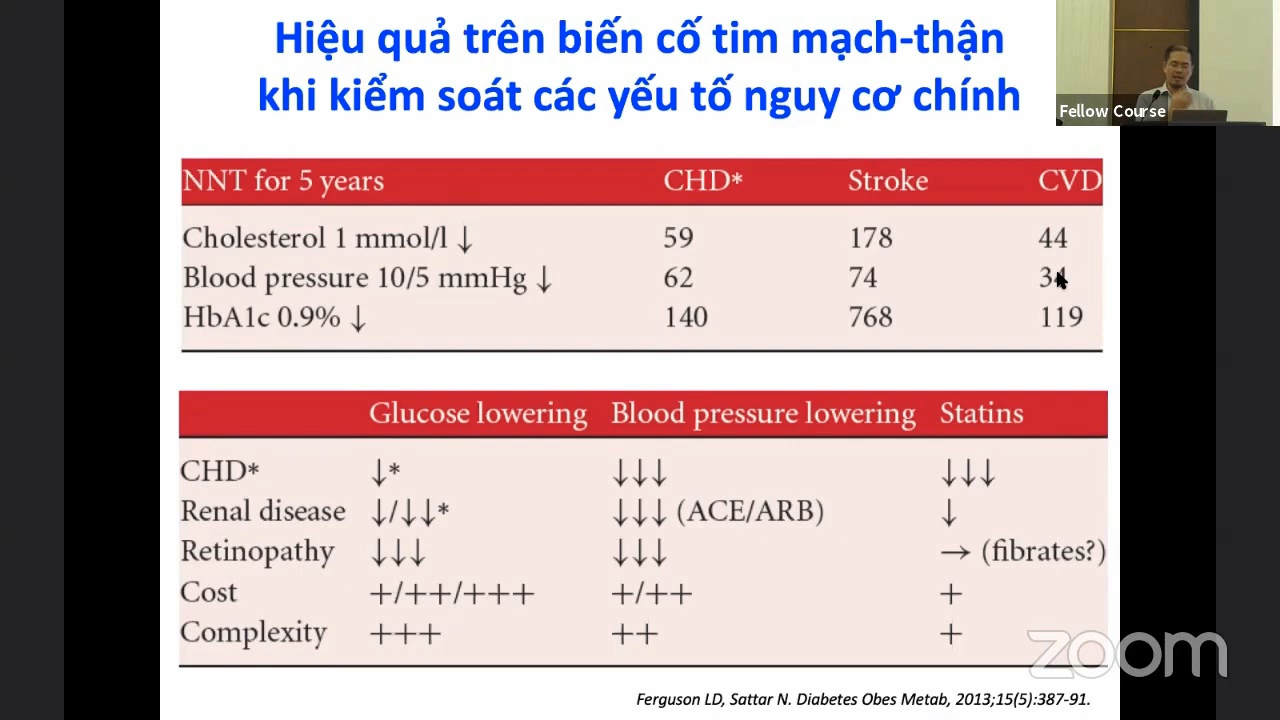 Hiệu quả trên biến cố tim mạch-thận
khi kiểm soát các yếu tố nguy cơ chính
Fellow Course
NNT for 5 years CHD* Stroke CVD
Cholesterol 1 mmol/l ↓ 59 178 44
Blood pressure 10/5 mmHg ↓ 62 74 34
HbA1c 0.9% ↓ 140 768 119
Glucose lowering Blood pressure lowering Statins
CHD* ↓* ↓↓↓ ↓↓↓
Renal disease ↓/↓↓* ↓↓↓ (ACE/ARB) ↓
Retinopathy ↓↓↓ ↓↓↓ → (fibrates?)
Cost +/++/+++ +/++ +
Complexity +++ ++ +
zoom
Ferguson LD, Sattar N. Diabetes Obes Metab, 2013;15(5):387-91.